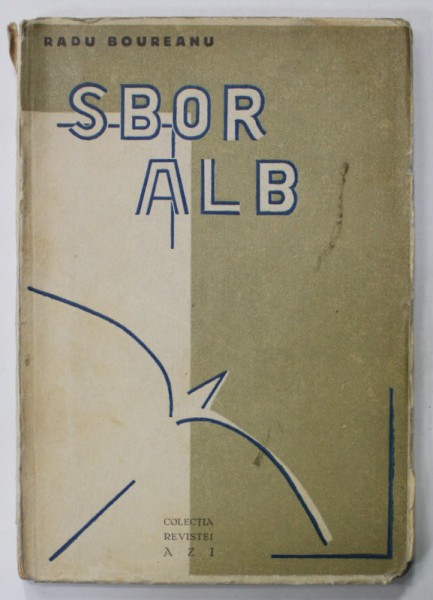 RADU BOUREANU
SBOR
ALB
COLECȚIA
REVISTEI
AZI